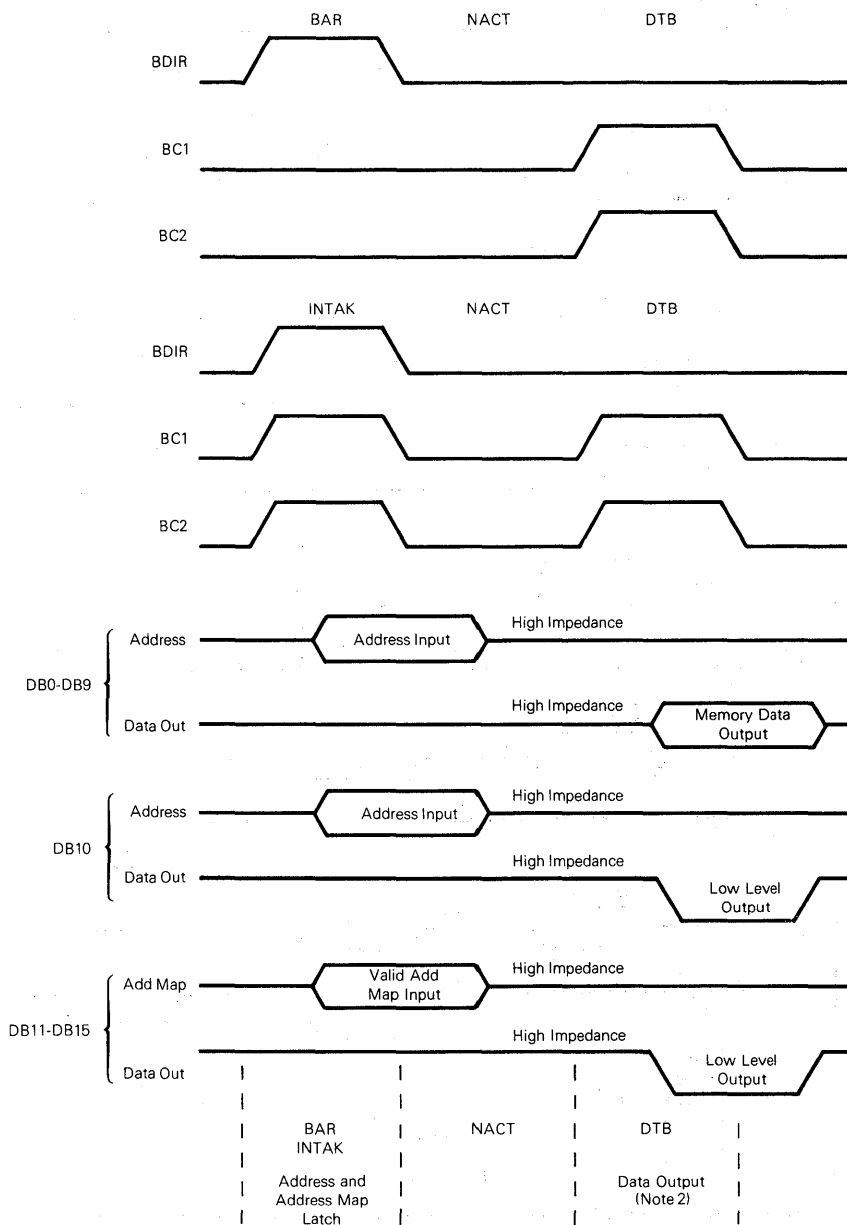 BAR NACT DTB
BDIR
BC1
BC2
INTAK NACT DTB
BDIR
BC1
BC2
DB0-DB9
Address
Address Input
High Impedance
Data Out
High Impedance
Memory Data
Output
DB10
Address
Address Input
High Impedance
Data Out
High Impedance
Low Level
Output
DB11-DB15
Add Map
Valid Add
Map Input
High Impedance
Data Out
High Impedance
Low Level
Output
BAR
INTAK
Address and
Address Map
Latch
NACT
DTB
Data Output
(Note 2)